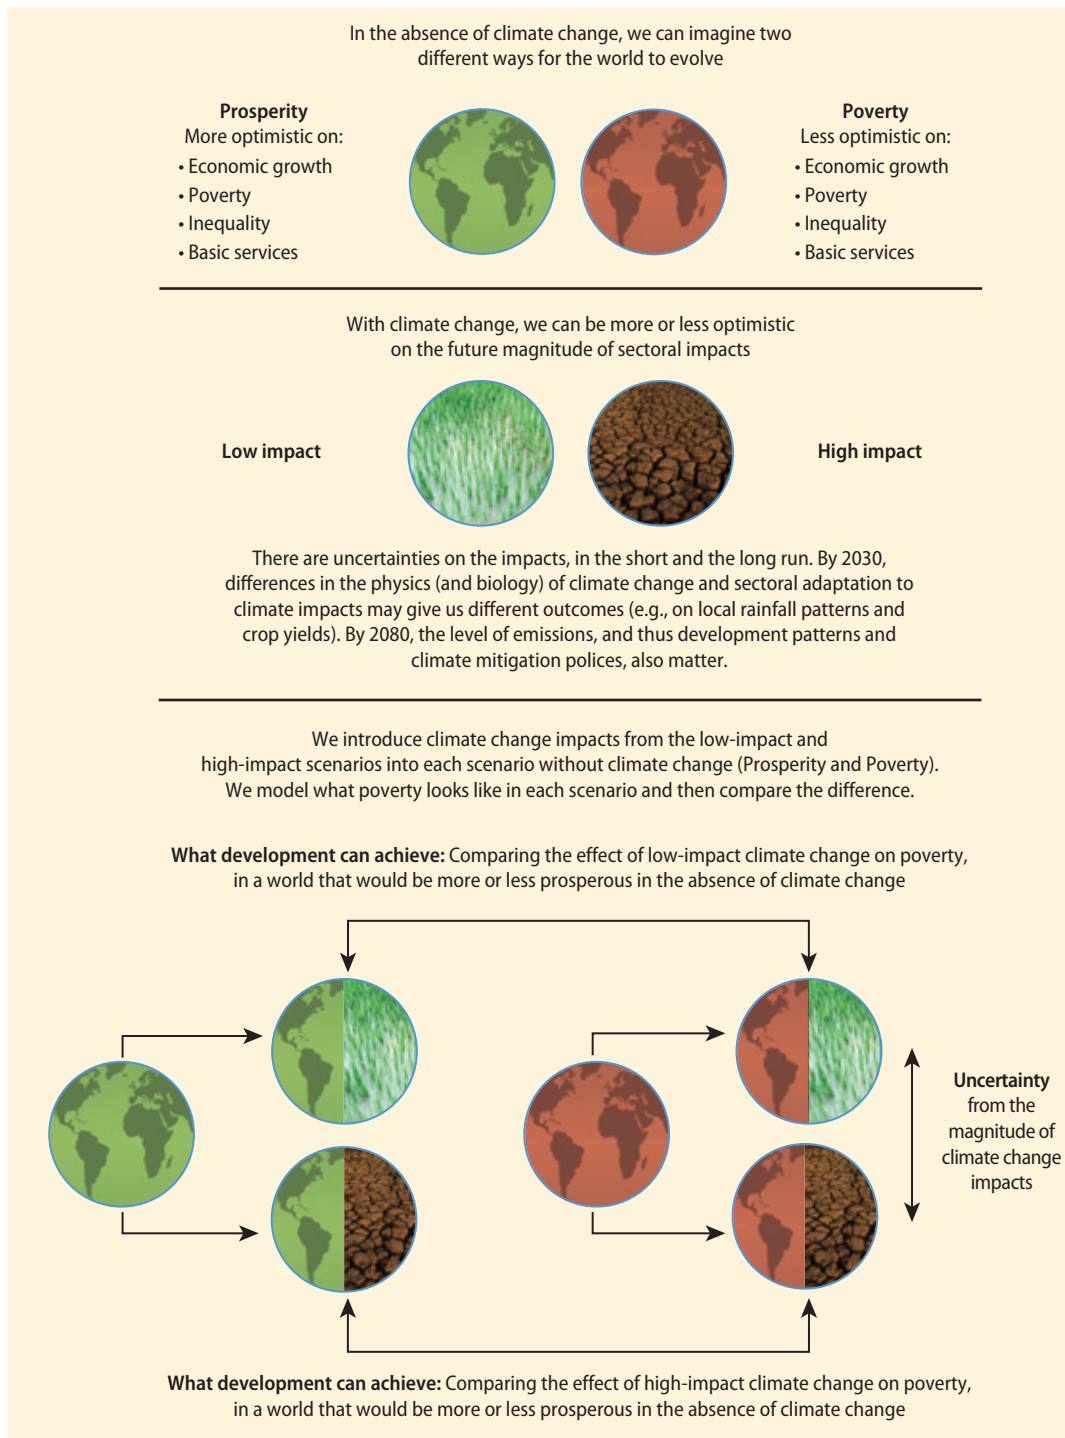 In the absence of climate change, we can imagine two
different ways for the world to evolve
Prosperity
More optimistic on:
• Economic growth
• Poverty
• Inequality
• Basic services
Poverty
Less optimistic on:
• Economic growth
• Poverty
• Inequality
• Basic services
With climate change, we can be more or less optimistic
on the future magnitude of sectoral impacts
Low impact
High impact
There are uncertainties on the impacts, in the short and the long run. By 2030,
differences in the physics (and biology) of climate change and sectoral adaptation to
climate impacts may give us different outcomes (e.g., on local rainfall patterns and
crop yields). By 2080, the level of emissions, and thus development patterns and
climate mitigation polices, also matter.
We introduce climate change impacts from the low-impact and
high-impact scenarios into each scenario without climate change (Prosperity and Poverty).
We model what poverty looks like in each scenario and then compare the difference.
What development can achieve: Comparing the effect of low-impact climate change on poverty,
in a world that would be more or less prosperous in the absence of climate change
Uncertainty
from the
magnitude of
climate change
impacts
What development can achieve: Comparing the effect of high-impact climate change on poverty,
in a world that would be more or less prosperous in the absence of climate change